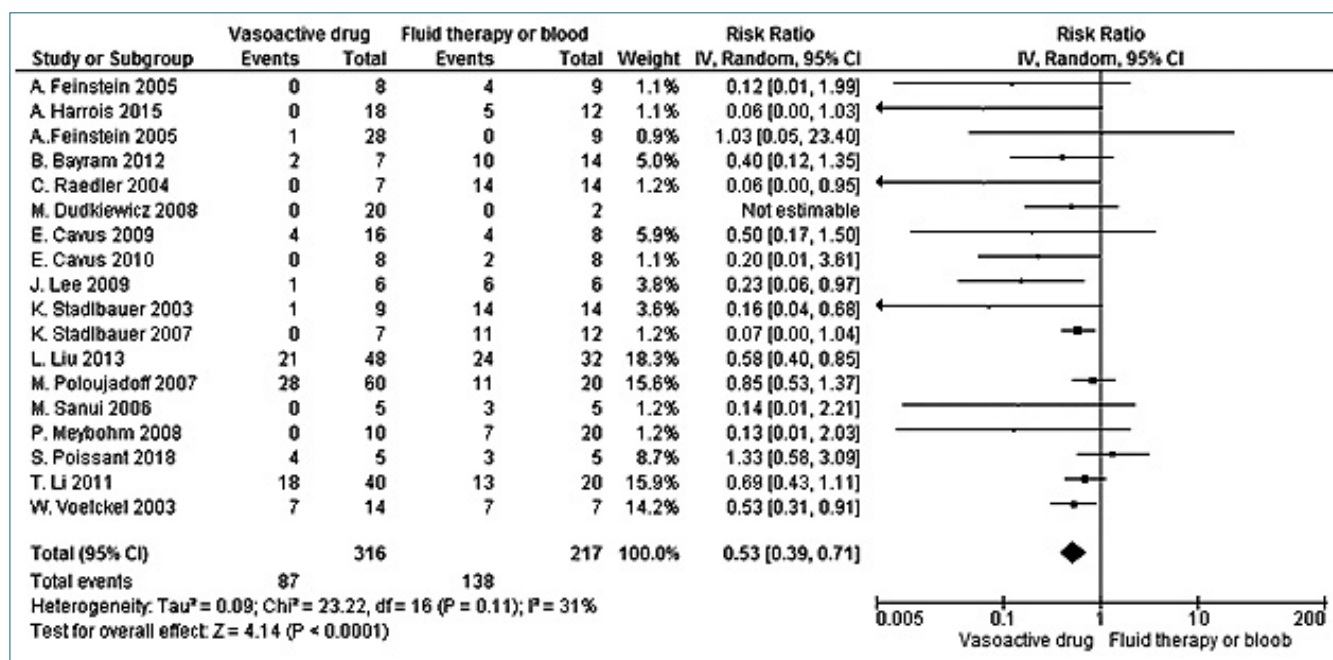 Vasoactive drug Fluid therapy or blood Risk Ratio Risk Ratio
Study or Subgroup Events Total Events Total Weight IV, Random, 95% CI IV, Random, 95% CI
A. Feinstein 2005 0 8 4 9 1.1% 0.12 [0.01, 1.99]
A. Harrois 2015 0 18 5 12 1.1% 0.06 [0.00, 1.03]
A.Feinstein 2005 1 28 0 9 0.9% 1.03 [0.05, 23.40]
B. Bayram 2012 2 7 10 14 5.0% 0.40 [0.12, 1.35]
C. Raedler 2004 0 7 14 14 1.2% 0.06 [0.00, 0.95]
M. Dudkiewicz 2008 0 20 0 2 Not estimable
E. Cavus 2009 4 16 4 8 5.9% 0.50 [0.17, 1.50]
E. Cavus 2010 0 8 2 8 1.1% 0.20 [0.01, 3.61]
J. Lee 2009 1 6 6 6 3.8% 0.23 [0.06, 0.97]
K. Stadlbauer 2003 1 9 14 14 3.6% 0.16 [0.04, 0.68]
K. Stadlbauer 2007 0 7 11 12 1.2% 0.07 [0.00, 1.04]
L. Liu 2013 21 48 24 32 18.3% 0.58 [0.40, 0.85]
M. Poloujadoff 2007 28 60 11 20 15.6% 0.85 [0.53, 1.37]
M. Sanui 2006 0 5 3 5 1.2% 0.14 [0.01, 2.21]
P. Meybohm 2008 0 10 7 20 1.2% 0.13 [0.01, 2.03]
S. Poissant 2018 4 5 3 5 8.7% 1.33 [0.58, 3.09]
T. Li 2011 18 40 13 20 15.9% 0.69 [0.43, 1.11]
W. Voelckel 2003 7 14 7 7 14.2% 0.53 [0.31, 0.91]
Total (95% CI) 316 217 100.0% 0.53 [0.39, 0.71]
Total events 87 138
Heterogeneity: Tau² = 0.09; Chi² = 23.22, df = 16 (P = 0.11); I² = 31%
Test for overall effect: Z = 4.14 (P < 0.0001)
0.005 0.1 1 10 200
Vasoactive drug Fluid therapy or bloob